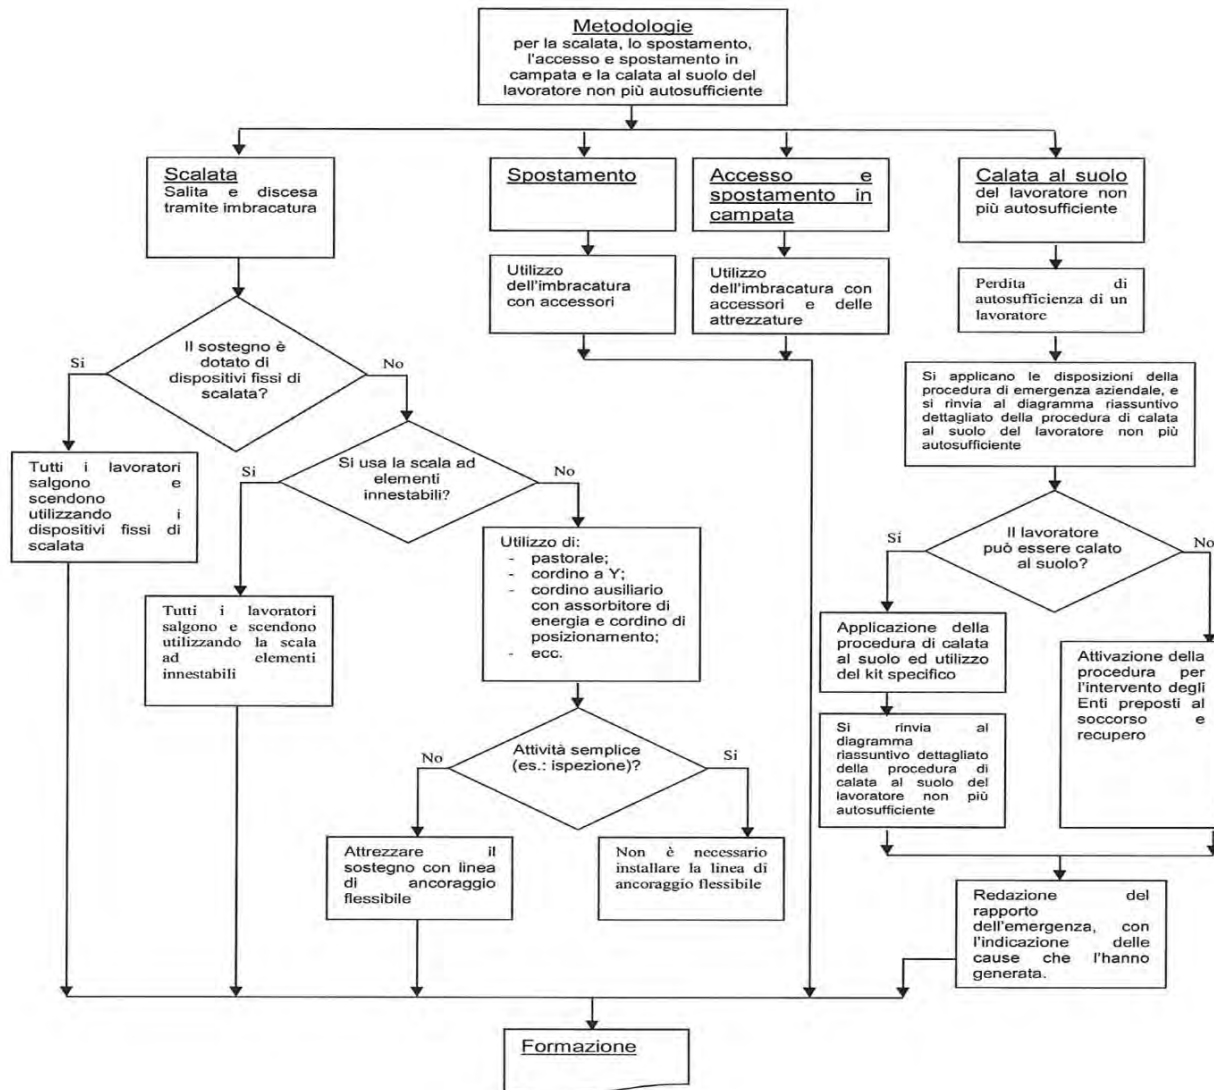 Metodologie
per la scalata, lo spostamento,
l'accesso e spostamento in
campata e la calata al suolo del
lavoratore non più autosufficiente
Scalata
Salita e discesa
tramite imbracatura
Spostamento
Accesso e
spostamento in
campata
Calata al suolo
del lavoratore non
più autosufficiente
Utilizzo
dell'imbracatura
con accessori
Utilizzo
dell'imbracatura con
accessori e delle
attrezzature
Perdita di
autosufficienza di un
lavoratore
Il sostegno è
dotato di
dispositivi fissi di
scalata?
Si
No
Si applicano le disposizioni della
procedura di emergenza aziendale, e
si rinvia al diagramma riassuntivo
dettagliato della procedura di calata
al suolo del lavoratore non più
autosufficiente
Tutti i lavoratori
salgono e
scendono
utilizzando i
dispositivi fissi di
scalata
Si usa la scala ad
elementi
innestabili?
Si
No
Il lavoratore
può essere calato
al suolo?
Si
No
Utilizzo di:
- pastorale;
- cordino a Y;
- cordino ausiliario
con assorbitore di
energia e cordino di
posizionamento;
- ecc.
Tutti i lavoratori
salgono e scendono
utilizzando la scala
ad elementi
innestabili
Applicazione della
procedura di calata
al suolo ed utilizzo
del kit specifico
Attivazione della
procedura per
l'intervento degli
Enti preposti al
soccorso e
recupero
Attività semplice
(es.: ispezione)?
No
Si
Si rinvia al
diagramma
riassuntivo dettagliato
della procedura di
calata al suolo del
lavoratore non più
autosufficiente
Attrezzare il
sostegno con linea
di ancoraggio
flessibile
Non è necessario
installare la linea di
ancoraggio flessibile
Redazione del
rapporto
dell'emergenza, con
l'indicazione delle
cause che l'hanno
generata.
Formazione